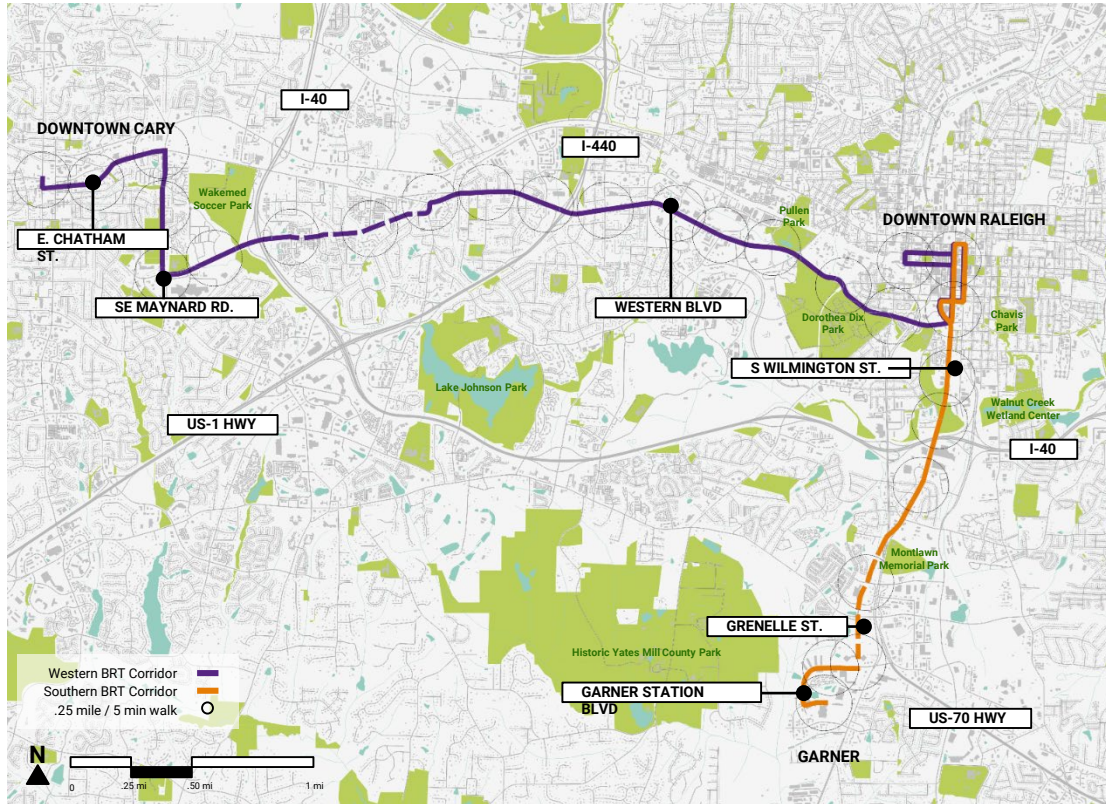 I-40
DOWNTOWN CARY
I-440
Wakemed
Soccer Park
Pullen
Park
DOWNTOWN RALEIGH
E. CHATHAM
ST.
SE MAYNARD RD.
WESTERN BLVD
Dorothea Dix
Park
Chavis
Park
S WILMINGTON ST.
Lake Johnson Park
Walnut Creek
Wetland Center
US-1 HWY
I-40
Montlawn
Memorial Park
GRENELLE ST.
Historic Yates Mill County Park
GARNER STATION
BLVD
US-70 HWY
GARNER
Western BRT Corridor
Southern BRT Corridor
.25 mile / 5 min walk
N
0 .25 mi .50 mi 1 mi